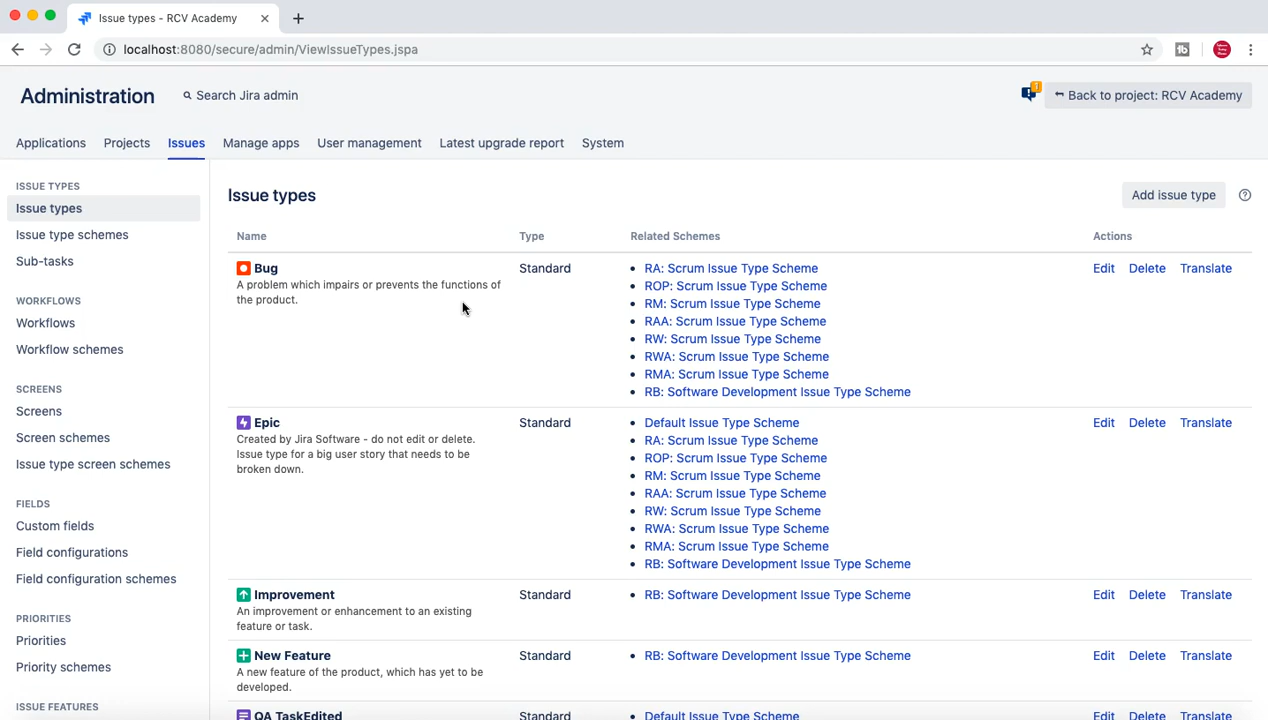 Issue types - RCV Academy
localhost:8080/secure/admin/ViewIssueTypes.jspa
Administration
Search Jira admin
Back to project: RCV Academy
Applications
Projects
Issues
Manage apps
User management
Latest upgrade report
System
ISSUE TYPES
Issue types
Issue type schemes
Sub-tasks
WORKFLOWS
Workflows
Workflow schemes
SCREENS
Screens
Screen schemes
Issue type screen schemes
FIELDS
Custom fields
Field configurations
Field configuration schemes
PRIORITIES
Priorities
Priority schemes
ISSUE FEATURES
Issue types
Add issue type
Name Type Related Schemes Actions
Bug
A problem which impairs or prevents the functions of
the product.
Standard
• RA: Scrum Issue Type Scheme
• ROP: Scrum Issue Type Scheme
• RM: Scrum Issue Type Scheme
• RAA: Scrum Issue Type Scheme
• RW: Scrum Issue Type Scheme
• RWA: Scrum Issue Type Scheme
• RMA: Scrum Issue Type Scheme
• RB: Software Development Issue Type Scheme
Edit Delete Translate
Epic
Created by Jira Software - do not edit or delete.
Issue type for a big user story that needs to be
broken down.
Standard
• Default Issue Type Scheme
• RA: Scrum Issue Type Scheme
• ROP: Scrum Issue Type Scheme
• RM: Scrum Issue Type Scheme
• RAA: Scrum Issue Type Scheme
• RW: Scrum Issue Type Scheme
• RWA: Scrum Issue Type Scheme
• RMA: Scrum Issue Type Scheme
• RB: Software Development Issue Type Scheme
Edit Delete Translate
Improvement
An improvement or enhancement to an existing
feature or task.
Standard
• RB: Software Development Issue Type Scheme
Edit Delete Translate
New Feature
A new feature of the product, which has yet to be
developed.
Standard
• RB: Software Development Issue Type Scheme
Edit Delete Translate
QA TaskEdited
Standard
• Default Issue Type Scheme
Edit Delete Translate